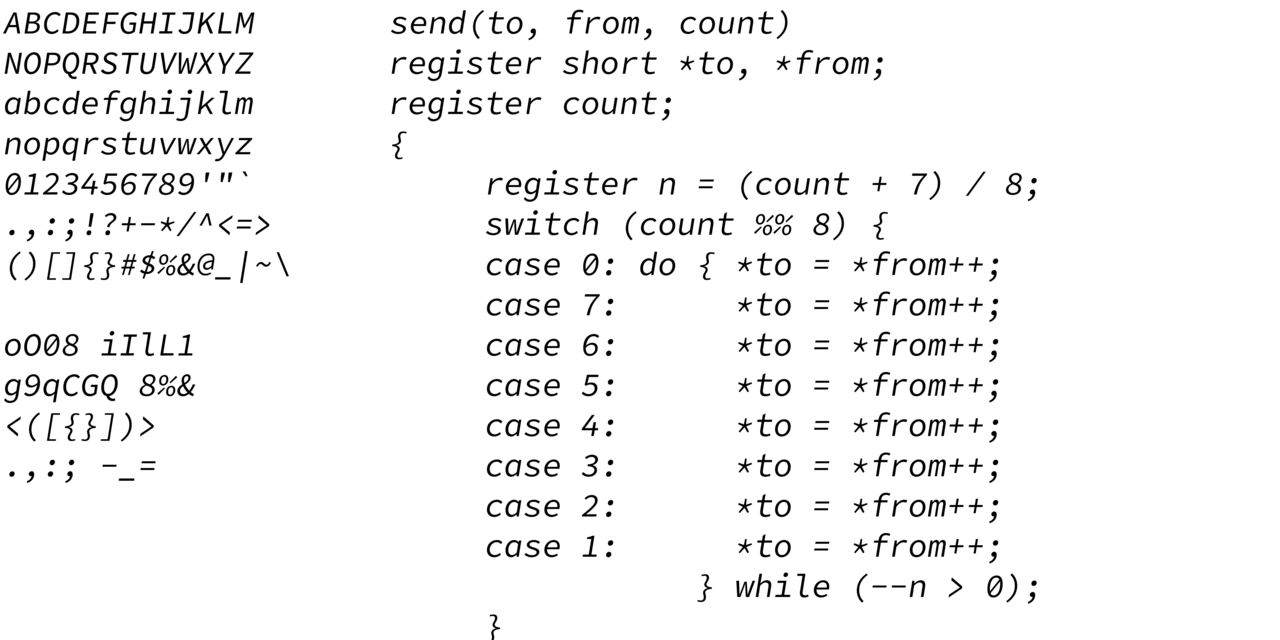 ABCDEFGHIJKLM
NOPQRSTUVWXYZ
abcdefghijklm
nopqrstuvwxyz
0123456789'"`
.,:;!?+-*/^<=>
()[]{}#$%&@_|~\
oO08 iIlL1
g9qCGQ 8%&
<([{}])>
.,:; -_=
send(to, from, count)
register short *to, *from;
register count;
{
    register n = (count + 7) / 8;
    switch (count %% 8) {
    case 0: do { *to = *from++;
    case 7:      *to = *from++;
    case 6:      *to = *from++;
    case 5:      *to = *from++;
    case 4:      *to = *from++;
    case 3:      *to = *from++;
    case 2:      *to = *from++;
    case 1:      *to = *from++;
               } while (--n > 0);
    }